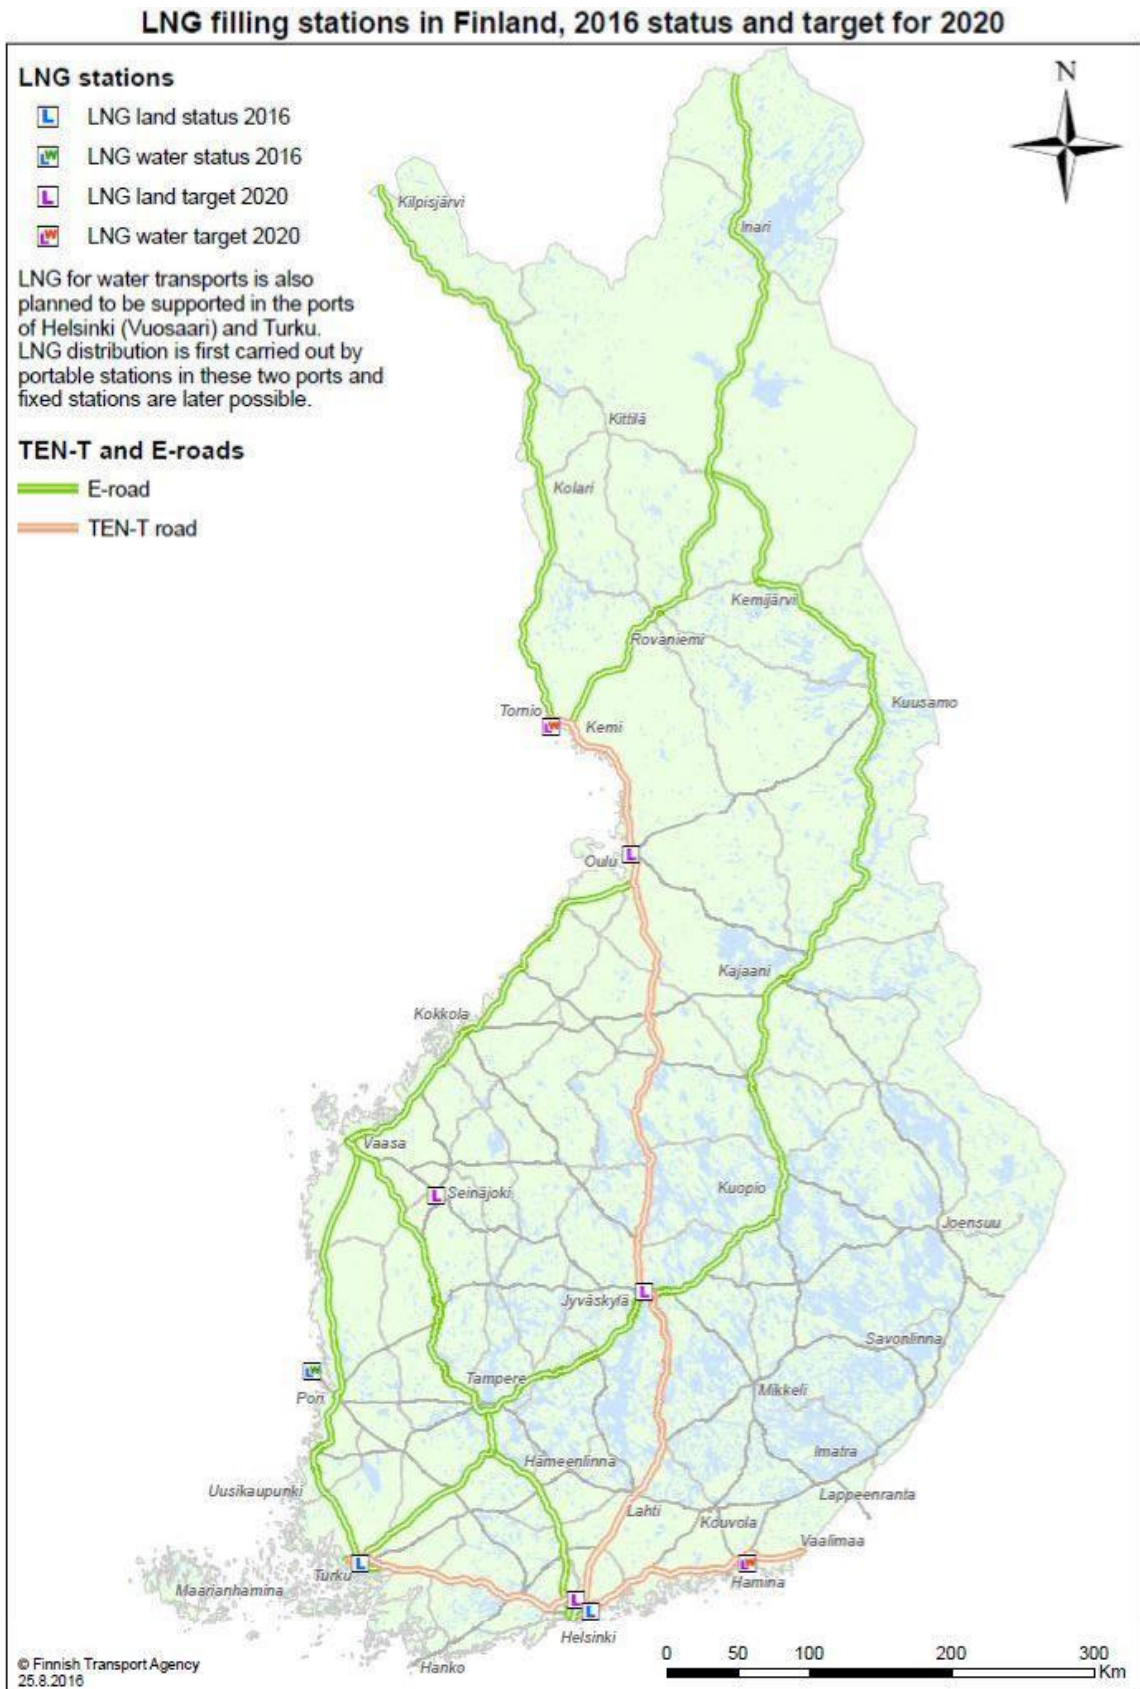 LNG filling stations in Finland, 2016 status and target for 2020
LNG stations
L LNG land status 2016
LW LNG water status 2016
L LNG land target 2020
LW LNG water target 2020
LNG for water transports is also
planned to be supported in the ports
of Helsinki (Vuosaari) and Turku.
LNG distribution is first carried out by
portable stations in these two ports and
fixed stations are later possible.
TEN-T and E-roads
E-road
TEN-T road
N
Kilpisjärvi
Inari
Kittilä
Kolari
Kemijärvi
Rovaniemi
Kuusamo
Tornio
LW
Kemi
Oulu
L
Kajaani
Kokkola
Vaasa
L
Seinäjoki
Kuopio
Joensuu
Jyväskylä
L
Savonlinna
LW
Pori
Tampere
Mikkeli
Hämeenlinna
Imatra
Uusikaupunki
Lahti
Lappeenranta
Kouvola
Vaalimaa
Turku
L
LW
Hamina
Maarianhamina
L
L
Helsinki
Hanko
© Finnish Transport Agency
25.8.2016
0 50 100 200 300
Km